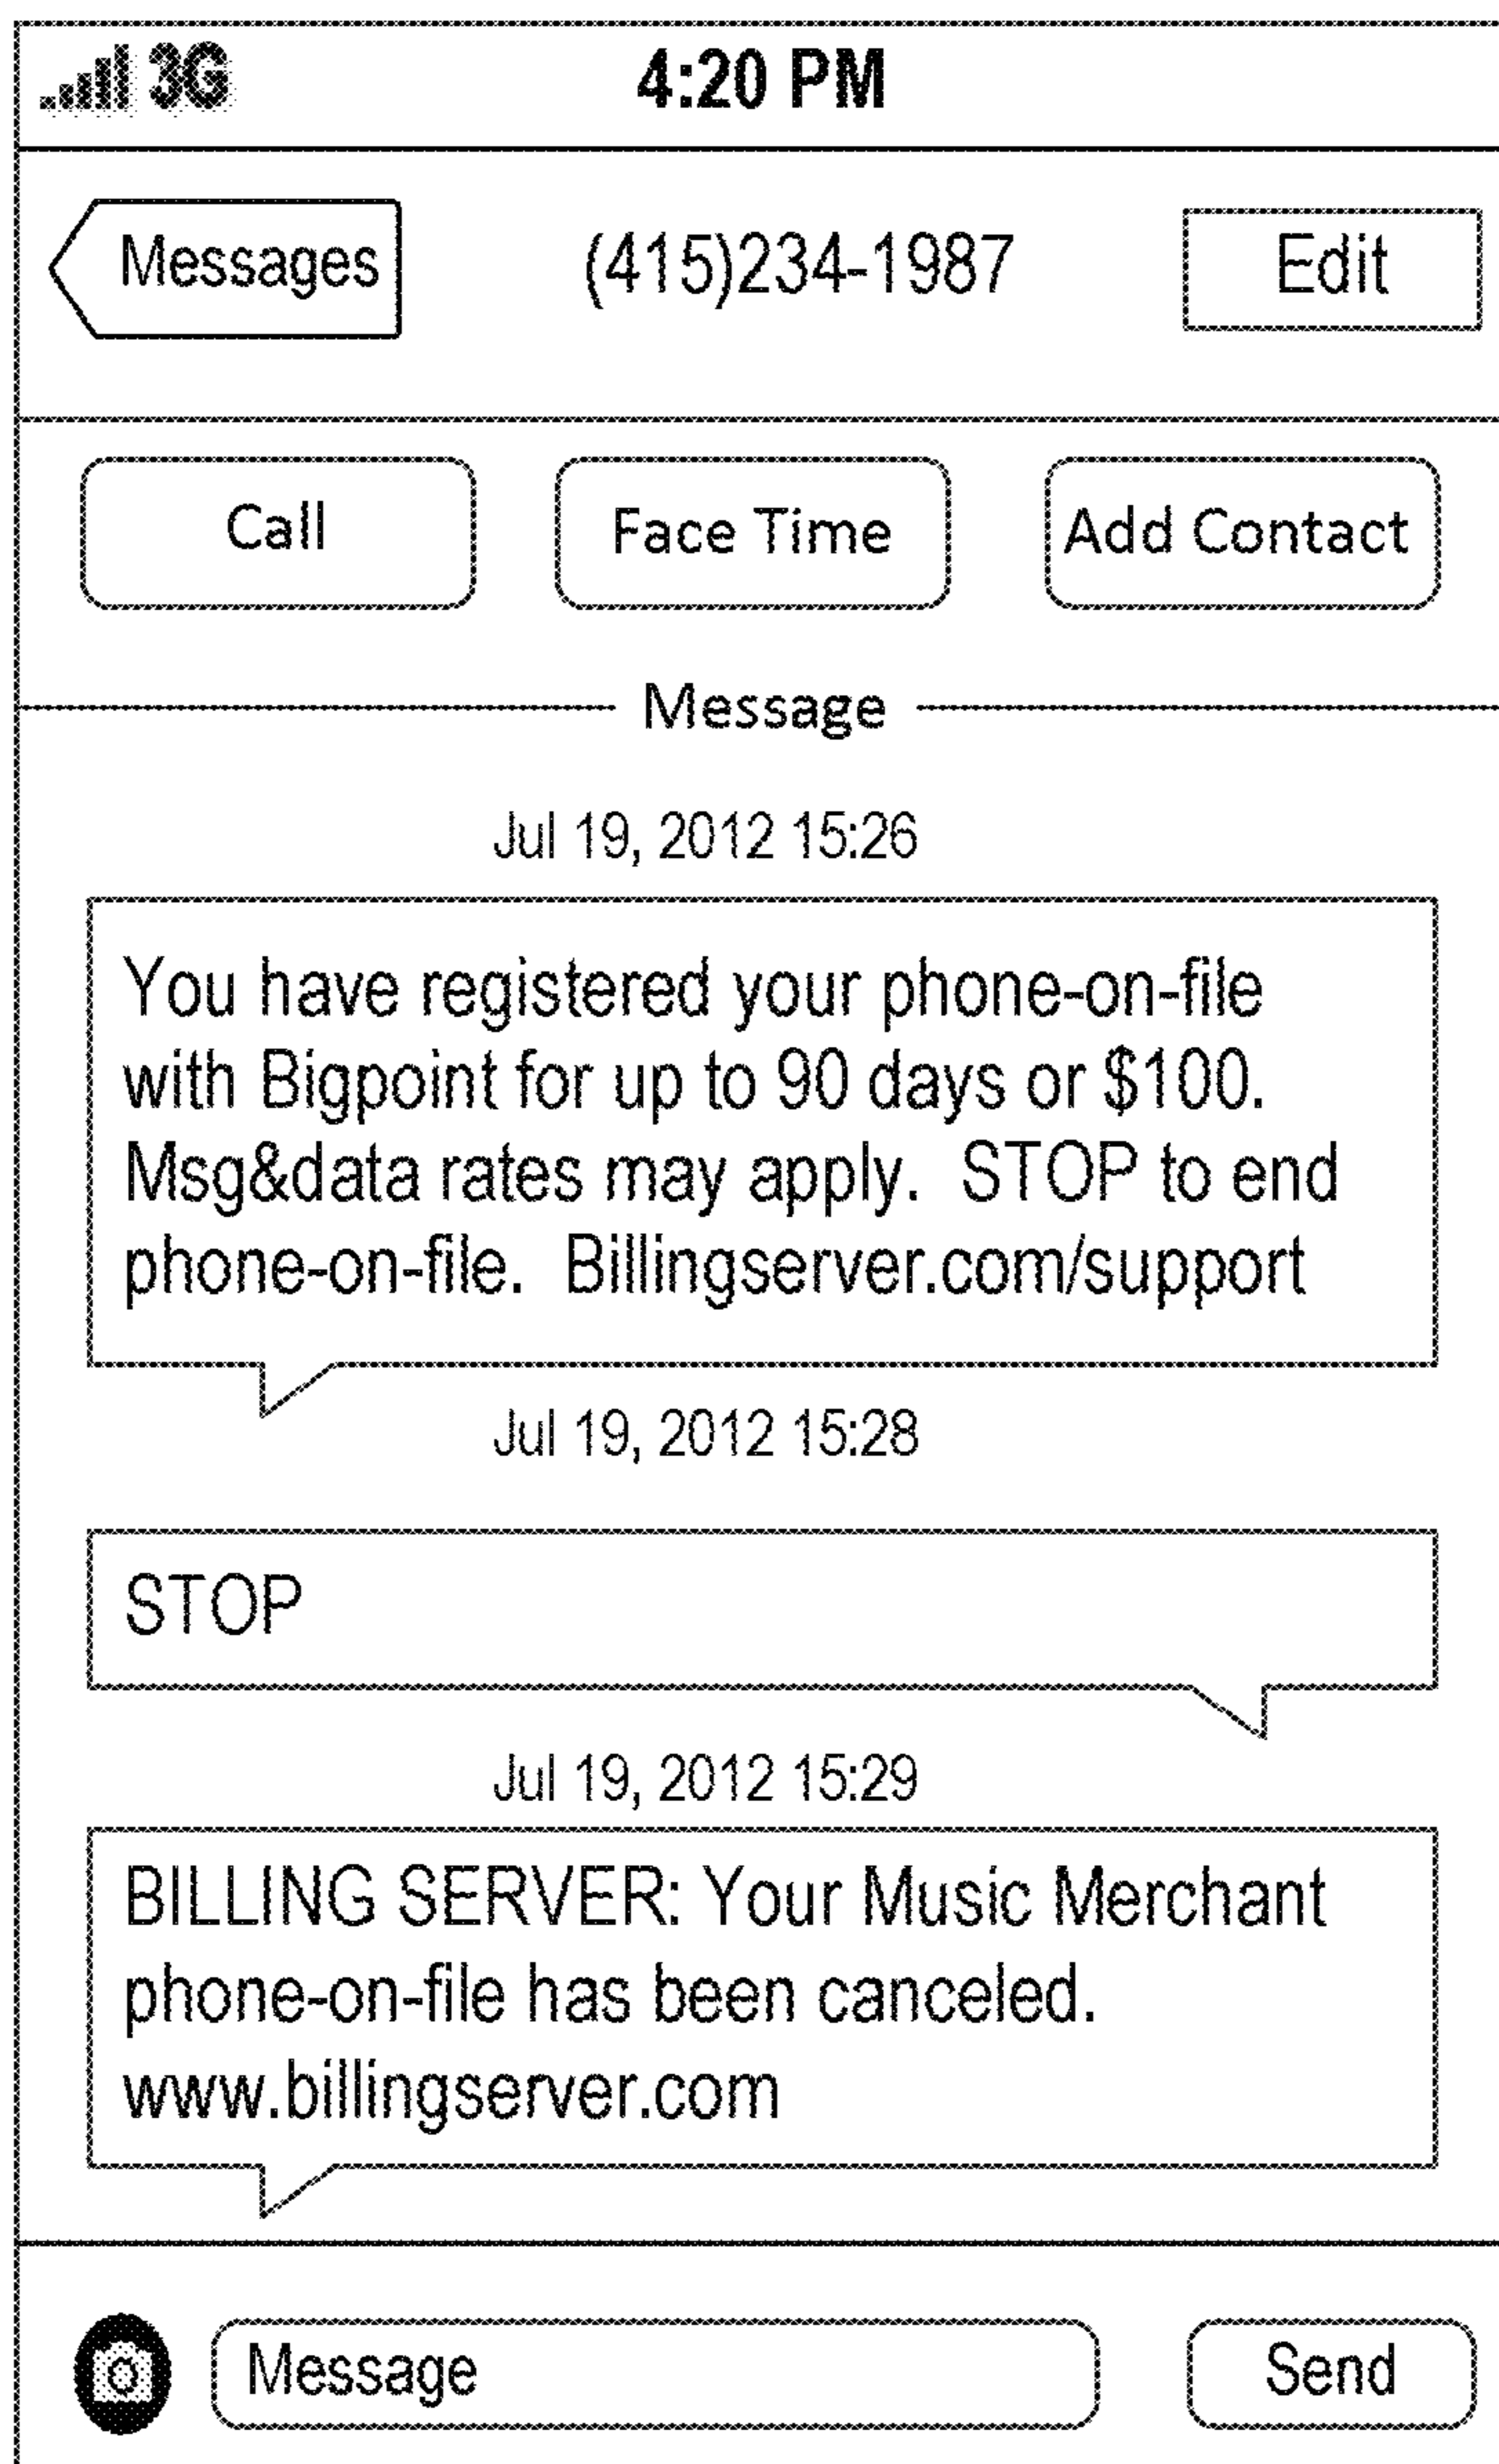 3G 4:20 PM
Messages (415)234-1987 Edit
Call Face Time Add Contact
Message
Jul 19, 2012 15:26
You have registered your phone-on-file
with Bigpoint for up to 90 days or $100.
Msg&data rates may apply. STOP to end
phone-on-file. Billingserver.com/support
Jul 19, 2012 15:28
STOP
Jul 19, 2012 15:29
BILLING SERVER: Your Music Merchant
phone-on-file has been canceled.
www.billingserver.com
Message Send